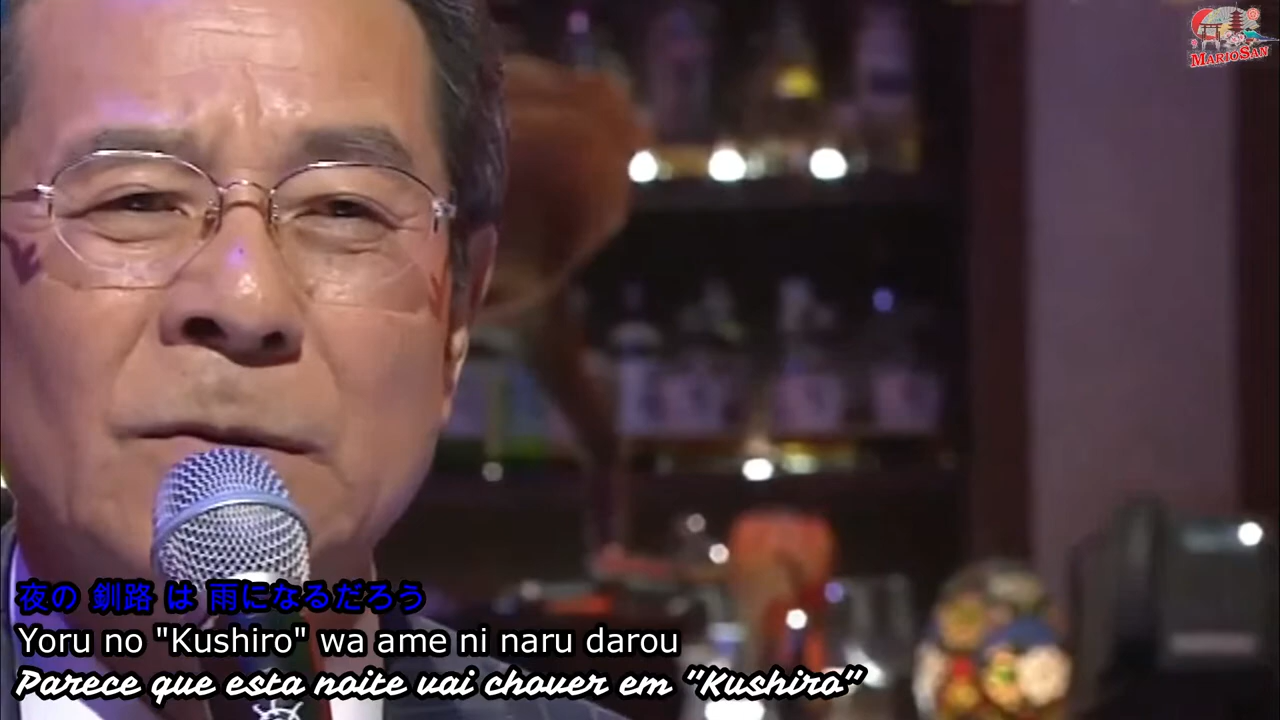 MARIOSAN
夜の 釧路 は 雨になるだろう
Yoru no "Kushiro" wa ame ni naru darou
Parece que esta noite vai chover em "Kushiro"